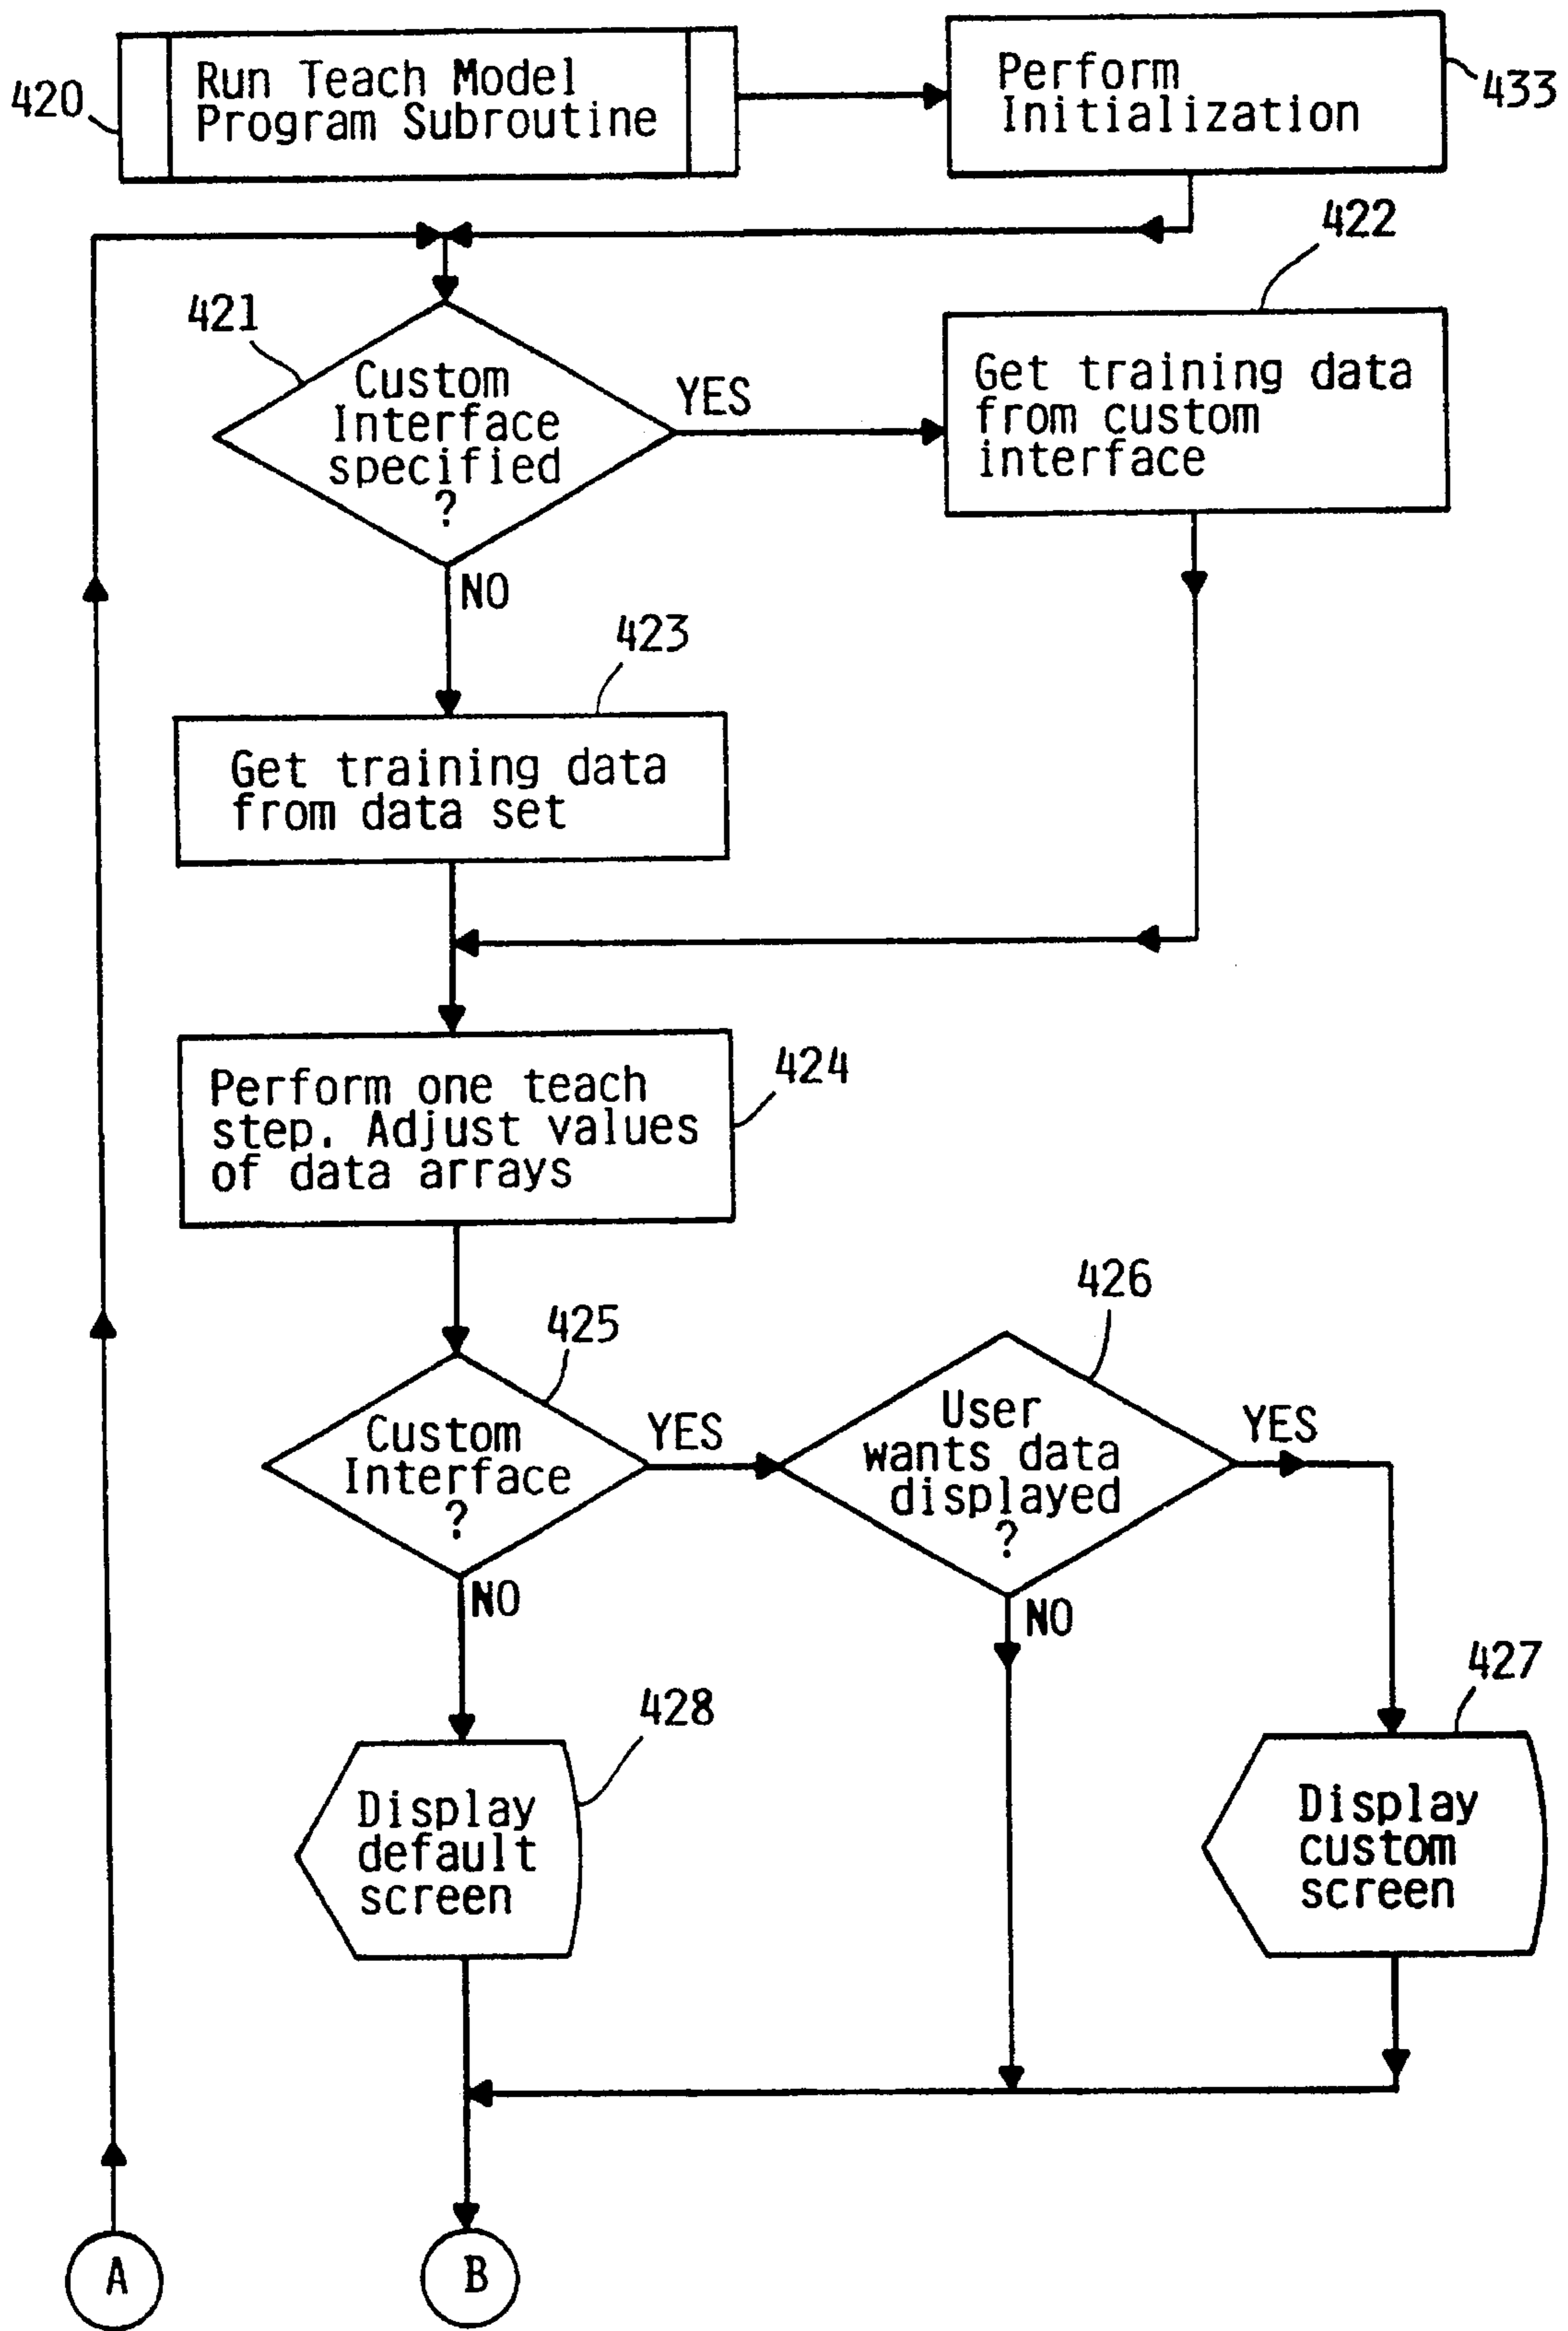 420
Run Teach Model
Program Subroutine
Perform
Initialization
433
421
Custom
Interface
specified
?
YES
NO
422
Get training data
from custom
interface
423
Get training data
from data set
424
Perform one teach
step. Adjust values
of data arrays
425
Custom
Interface
?
YES
NO
426
User
wants data
displayed
?
YES
NO
427
Display
custom
screen
428
Display
default
screen
A
B